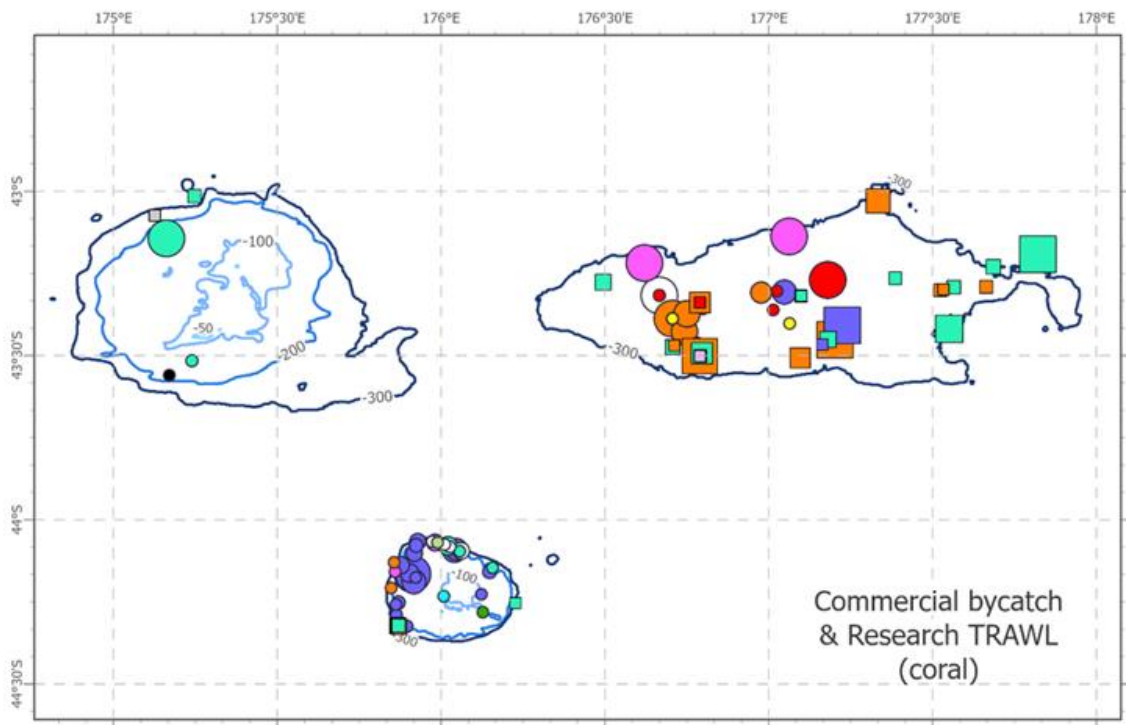 175°
175°30'E
176°
176°30'E
177°
177°30'E
178°E
43°S
-300
-100
-50
-200
-300
-300
43°30'S
44°S
-100
-300
44°30'S
Commercial bycatch
& Research TRAWL
(coral)